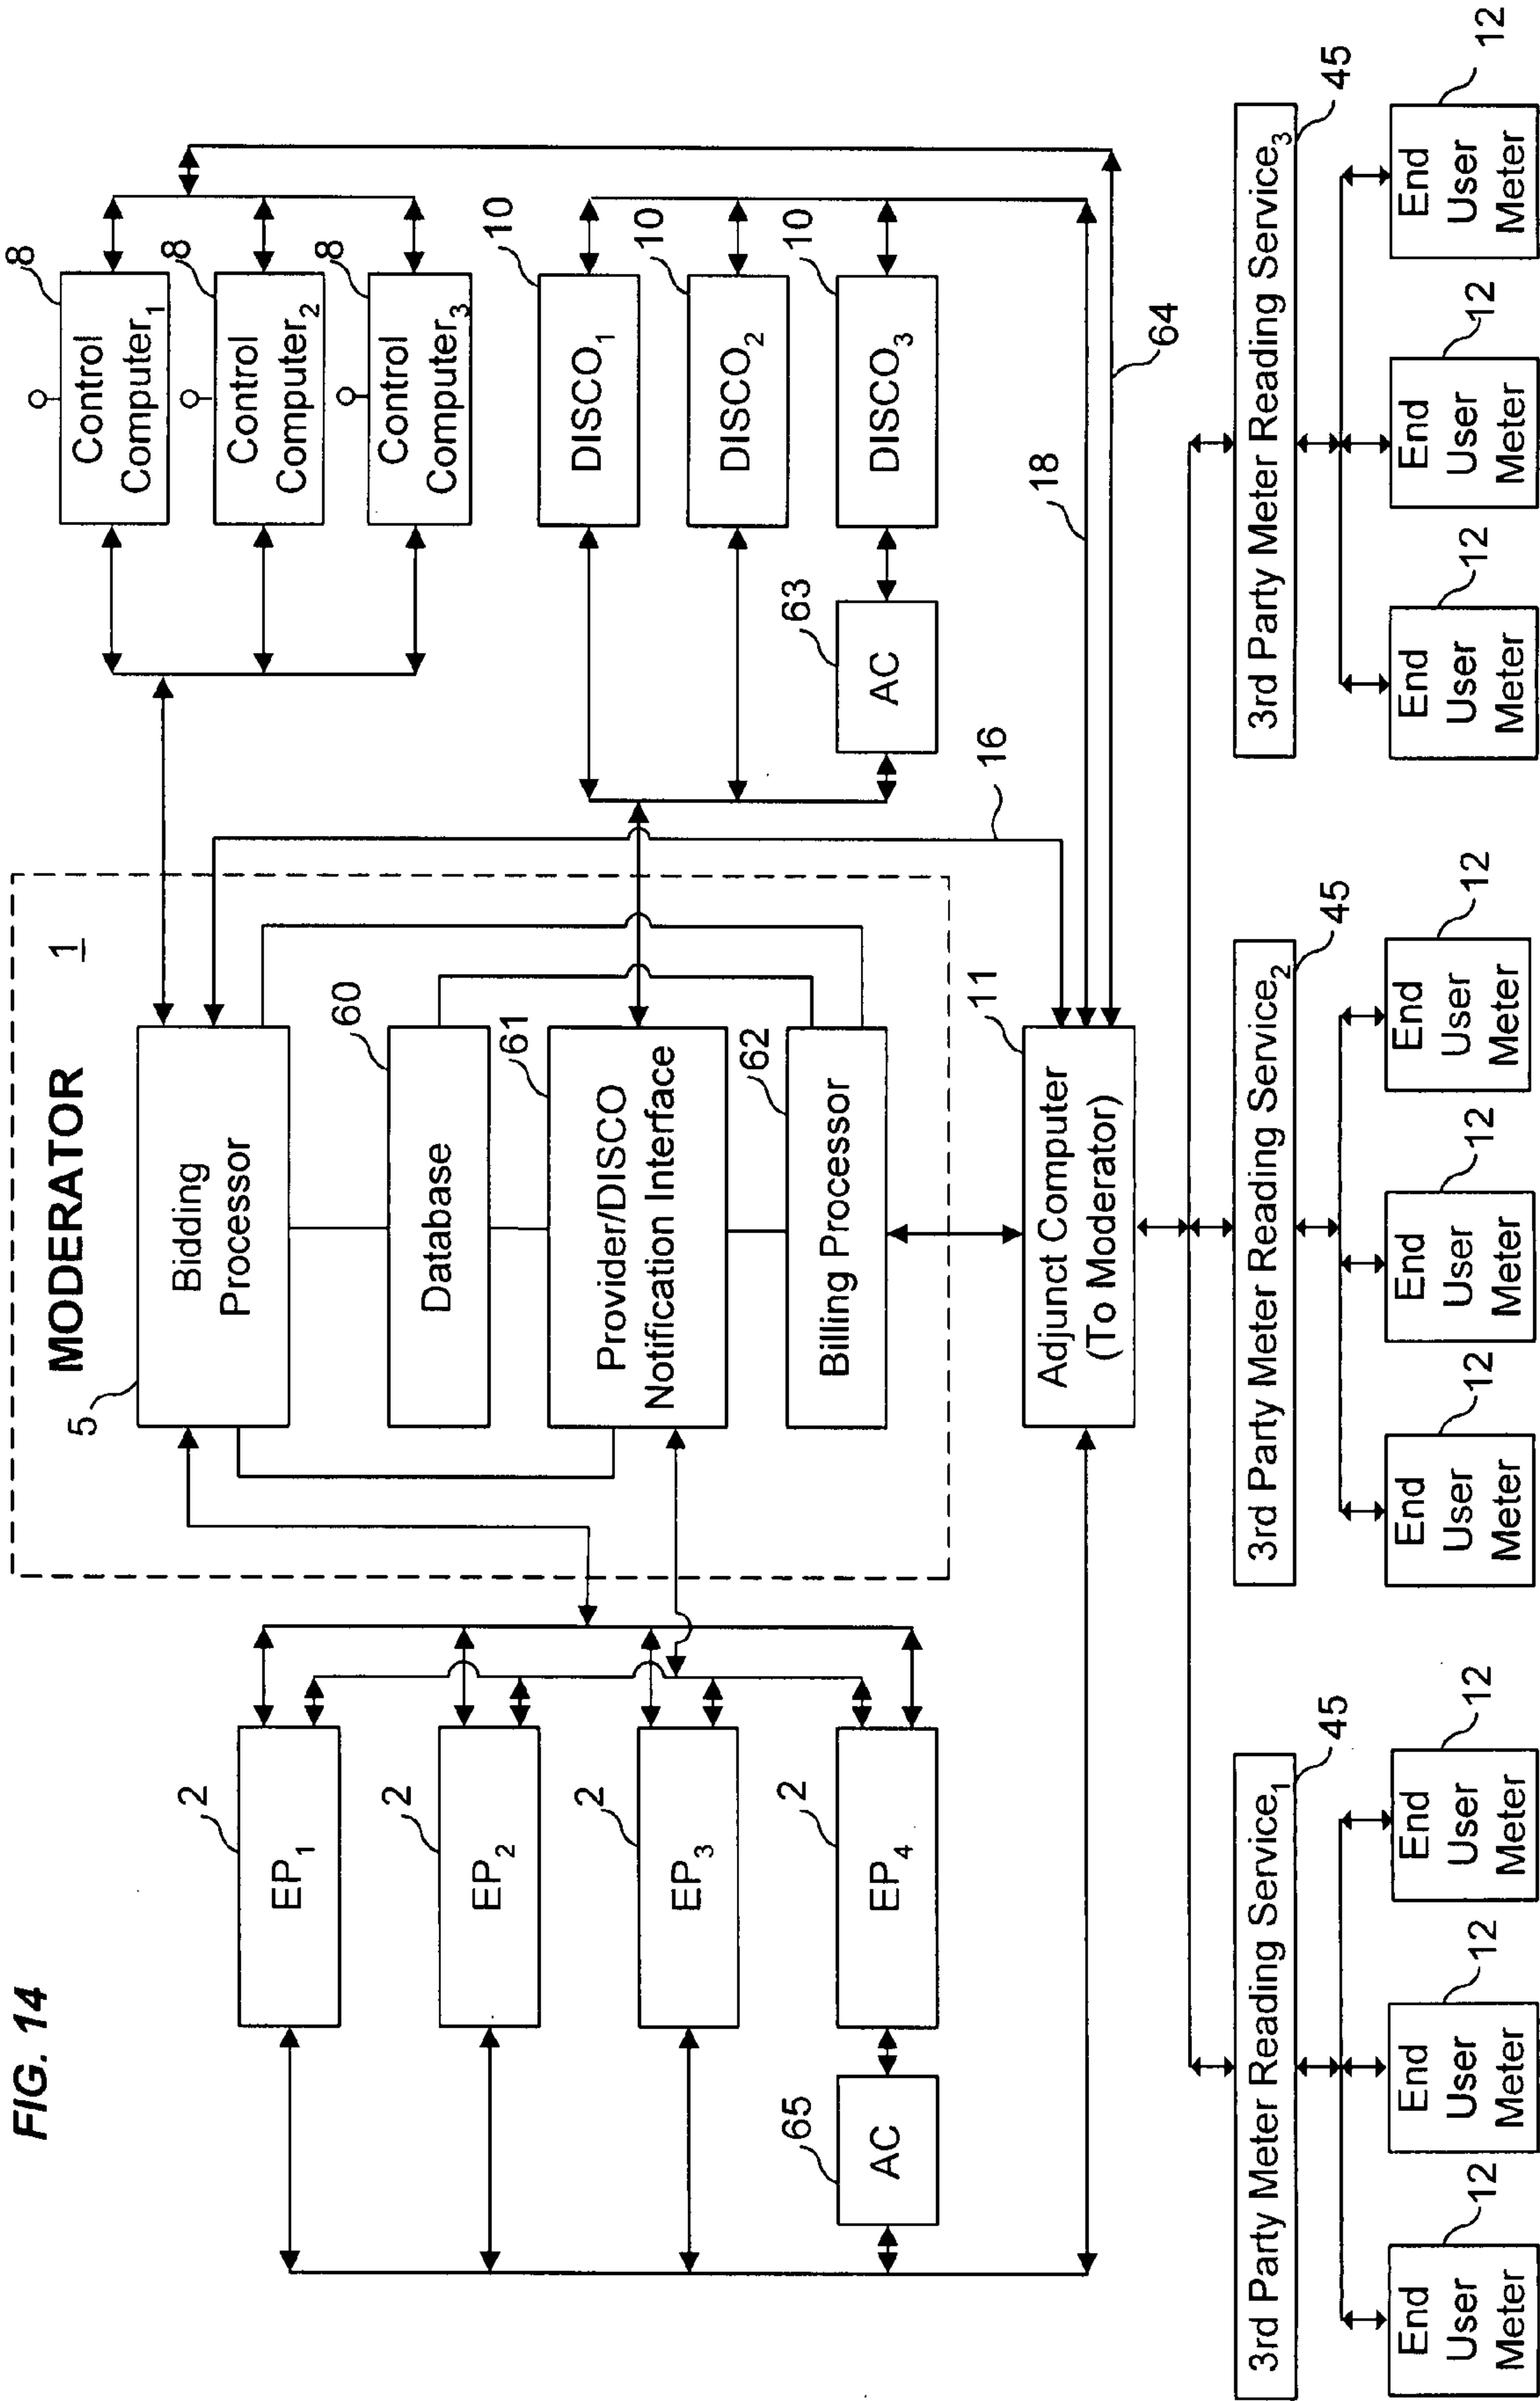 FIG. 14
MODERATOR
1
5
Bidding
Processor
60
Database
61
Provider/DISCO
Notification Interface
62
Billing Processor
2
EP1
2
EP2
2
EP3
2
EP4
65
AC
8
Control
Computer1
8
Control
Computer2
8
Control
Computer3
10
DISCO1
10
DISCO2
10
DISCO3
63
AC
16
18
64
11
Adjunct Computer
(To Moderator)
3rd Party Meter Reading Service1
45
3rd Party Meter Reading Service2
45
3rd Party Meter Reading Service3
45
12
End
User
Meter
12
End
User
Meter
12
End
User
Meter
12
End
User
Meter
12
End
User
Meter
12
End
User
Meter
12
End
User
Meter
12
End
User
Meter
12
End
User
Meter